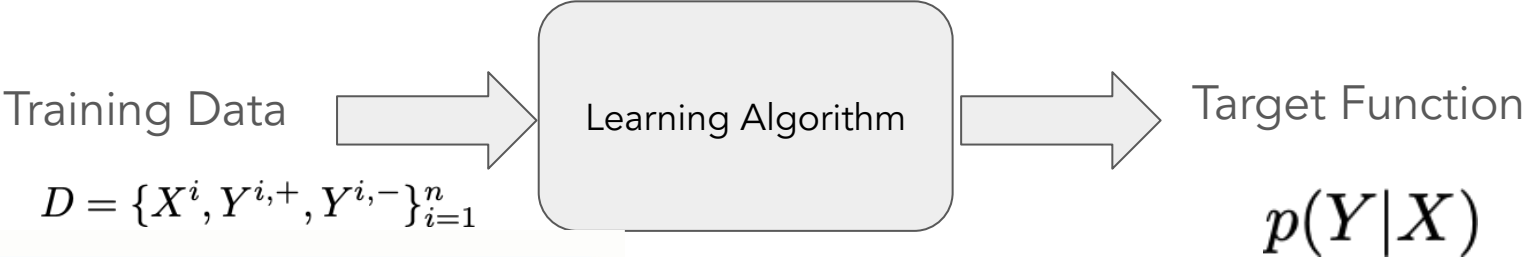 Training Data
D = {X^i, Y^{i,+}, Y^{i,-}}_{i=1}^n
Learning Algorithm
Target Function
p(Y|X)